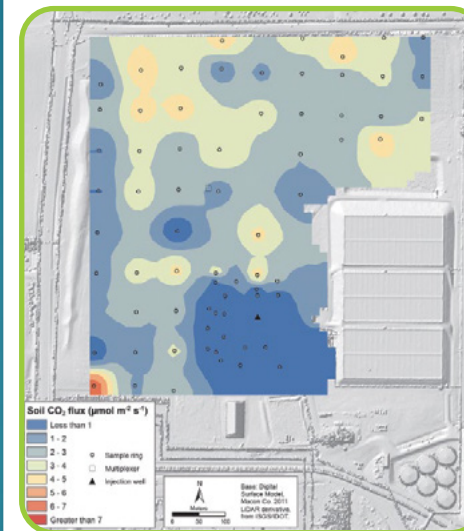 Soil CO₂ flux (µmol m⁻² s⁻¹)
Less than 1
1 - 2
2 - 3
3 - 4
4 - 5
5 - 6
6 - 7
Greater than 7
Sample ring
Multiplexer
Injection well
N
Meters
0 50 100
Base: Digital
Surface Model,
Macon Co. 2011
LiDAR derivative,
from ISGS/IDOT.